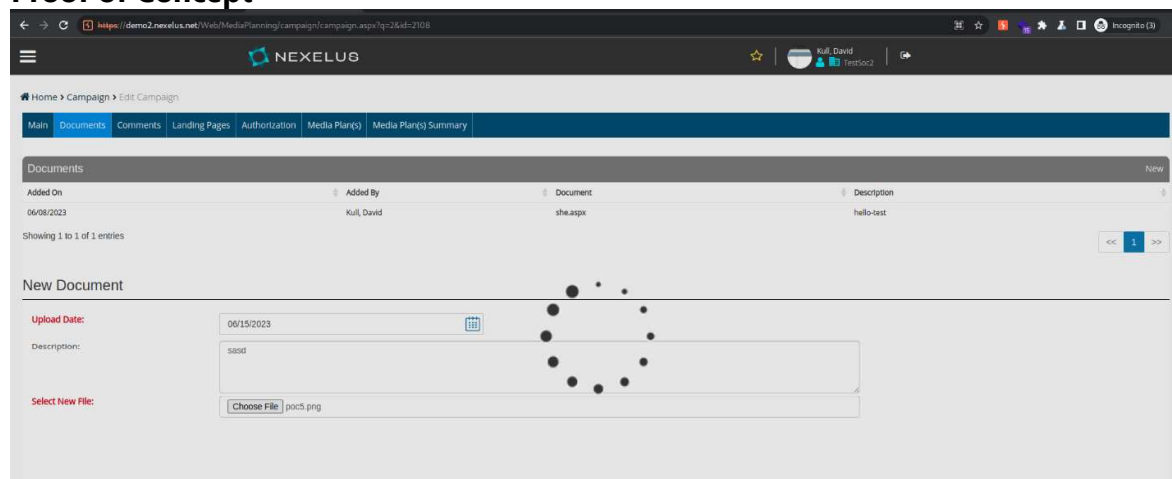 Proof of Concept
https://demo2.nexelus.net/Web/MediaPlanning/campaign/campaign.aspx?q=2&id=2108
15
Incognito (3)
NEXELUS
Kull, David
TestSoc2
Home > Campaign > Edit Campaign
Main Documents Comments Landing Pages Authorization Media Plan(s) Media Plan(s) Summary
Documents New
Added On Added By Document Description
06/08/2023 Kull, David she.aspx hello-test
Showing 1 to 1 of 1 entries
<< 1 >>
New Document
Upload Date: 06/15/2023
Description: sasd
Select New File: Choose File poc5.png